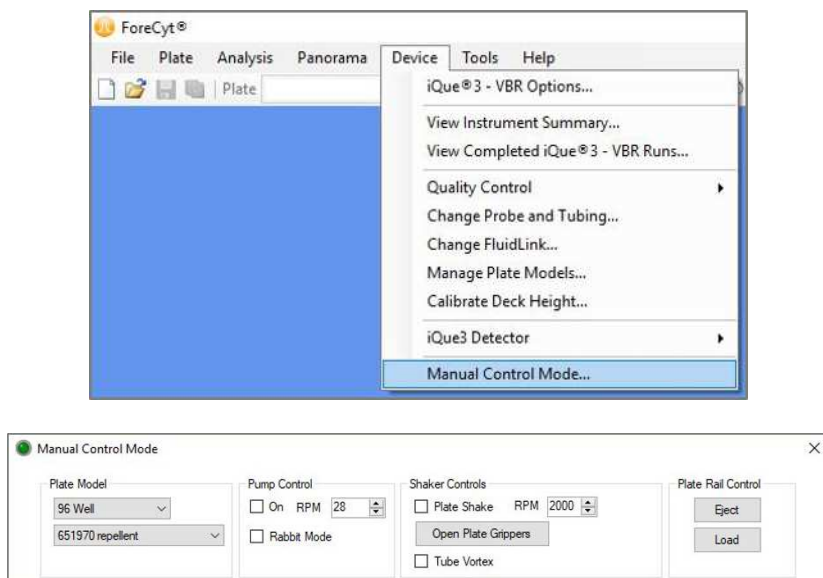 ForeCyt®
File Plate Analysis Panorama Device Tools Help
Plate
iQue®3 - VBR Options...
View Instrument Summary...
View Completed iQue®3 - VBR Runs...
Quality Control
Change Probe and Tubing...
Change FluidLink...
Manage Plate Models...
Calibrate Deck Height...
iQue3 Detector
Manual Control Mode...
Manual Control Mode
Plate Model Pump Control Shaker Controls Plate Rail Control
96 Well On RPM 28 Plate Shake RPM 2000 Eject
651970 repellent Rabbit Mode Open Plate Grippers Load
Tube Vortex